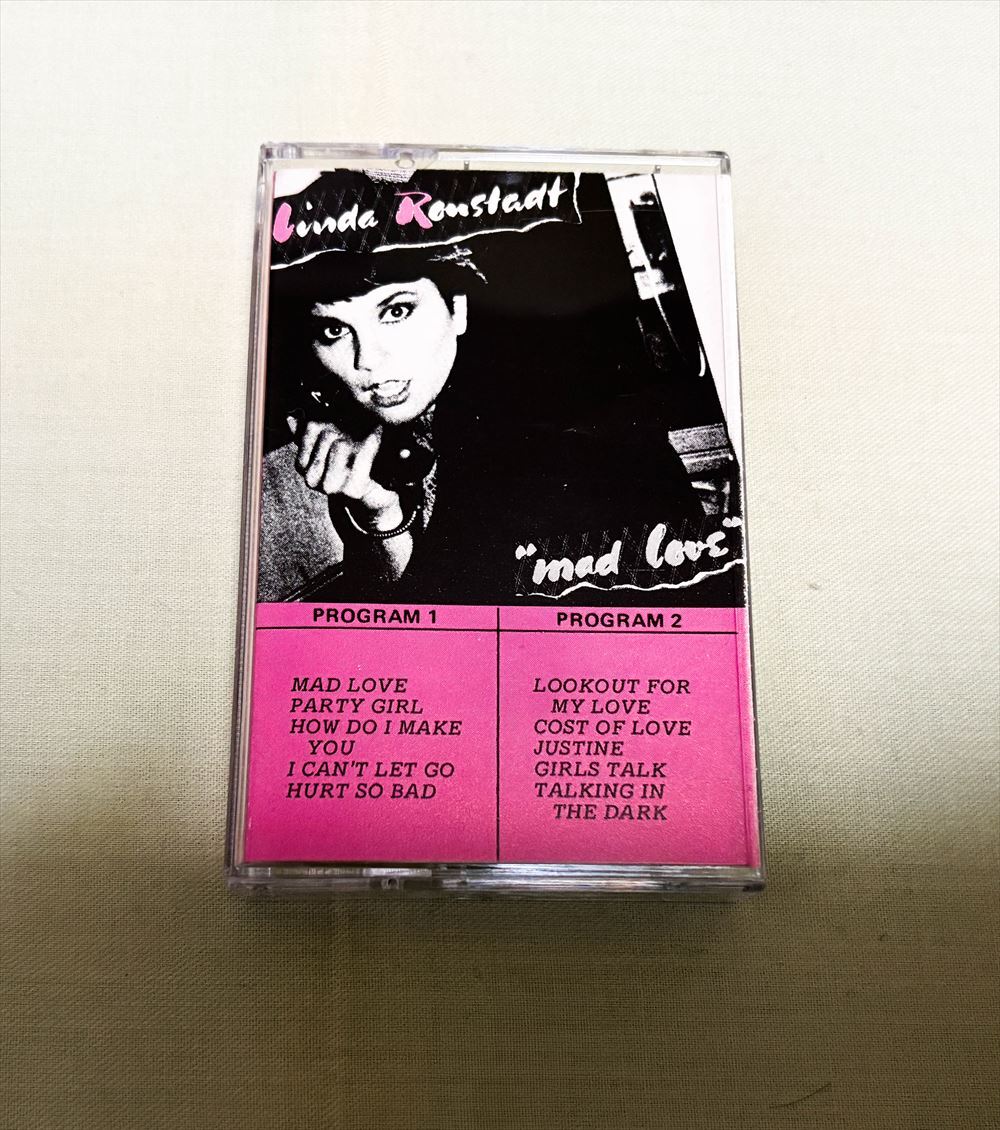 Linda Ronstadt
"mad love"
PROGRAM 1
MAD LOVE
PARTY GIRL
HOW DO I MAKE
YOU
I CAN'T LET GO
HURT SO BAD
PROGRAM 2
LOOKOUT FOR
MY LOVE
COST OF LOVE
JUSTINE
GIRLS TALK
TALKING IN
THE DARK